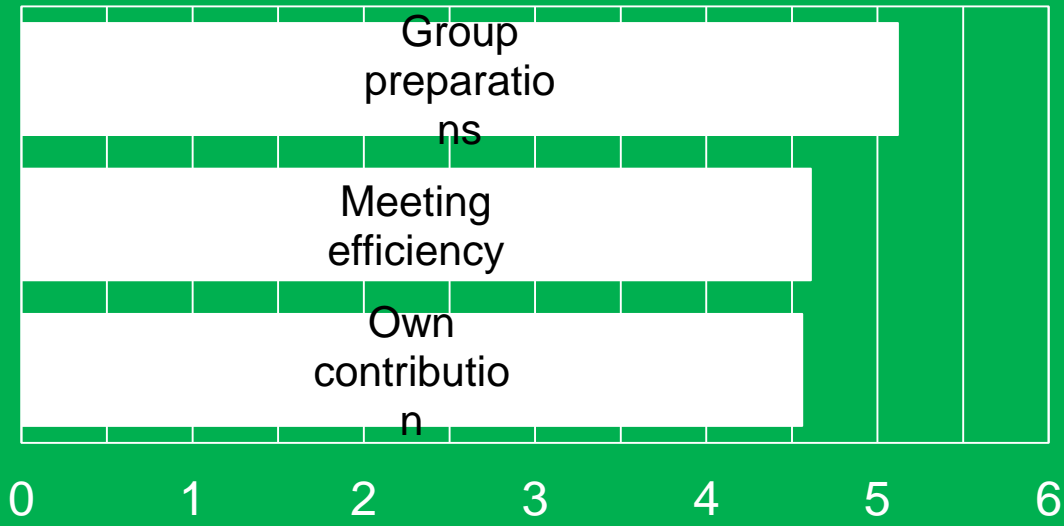 Group
preparatio
ns
Meeting
efficiency
Own
contributio
n
0 1 2 3 4 5 6